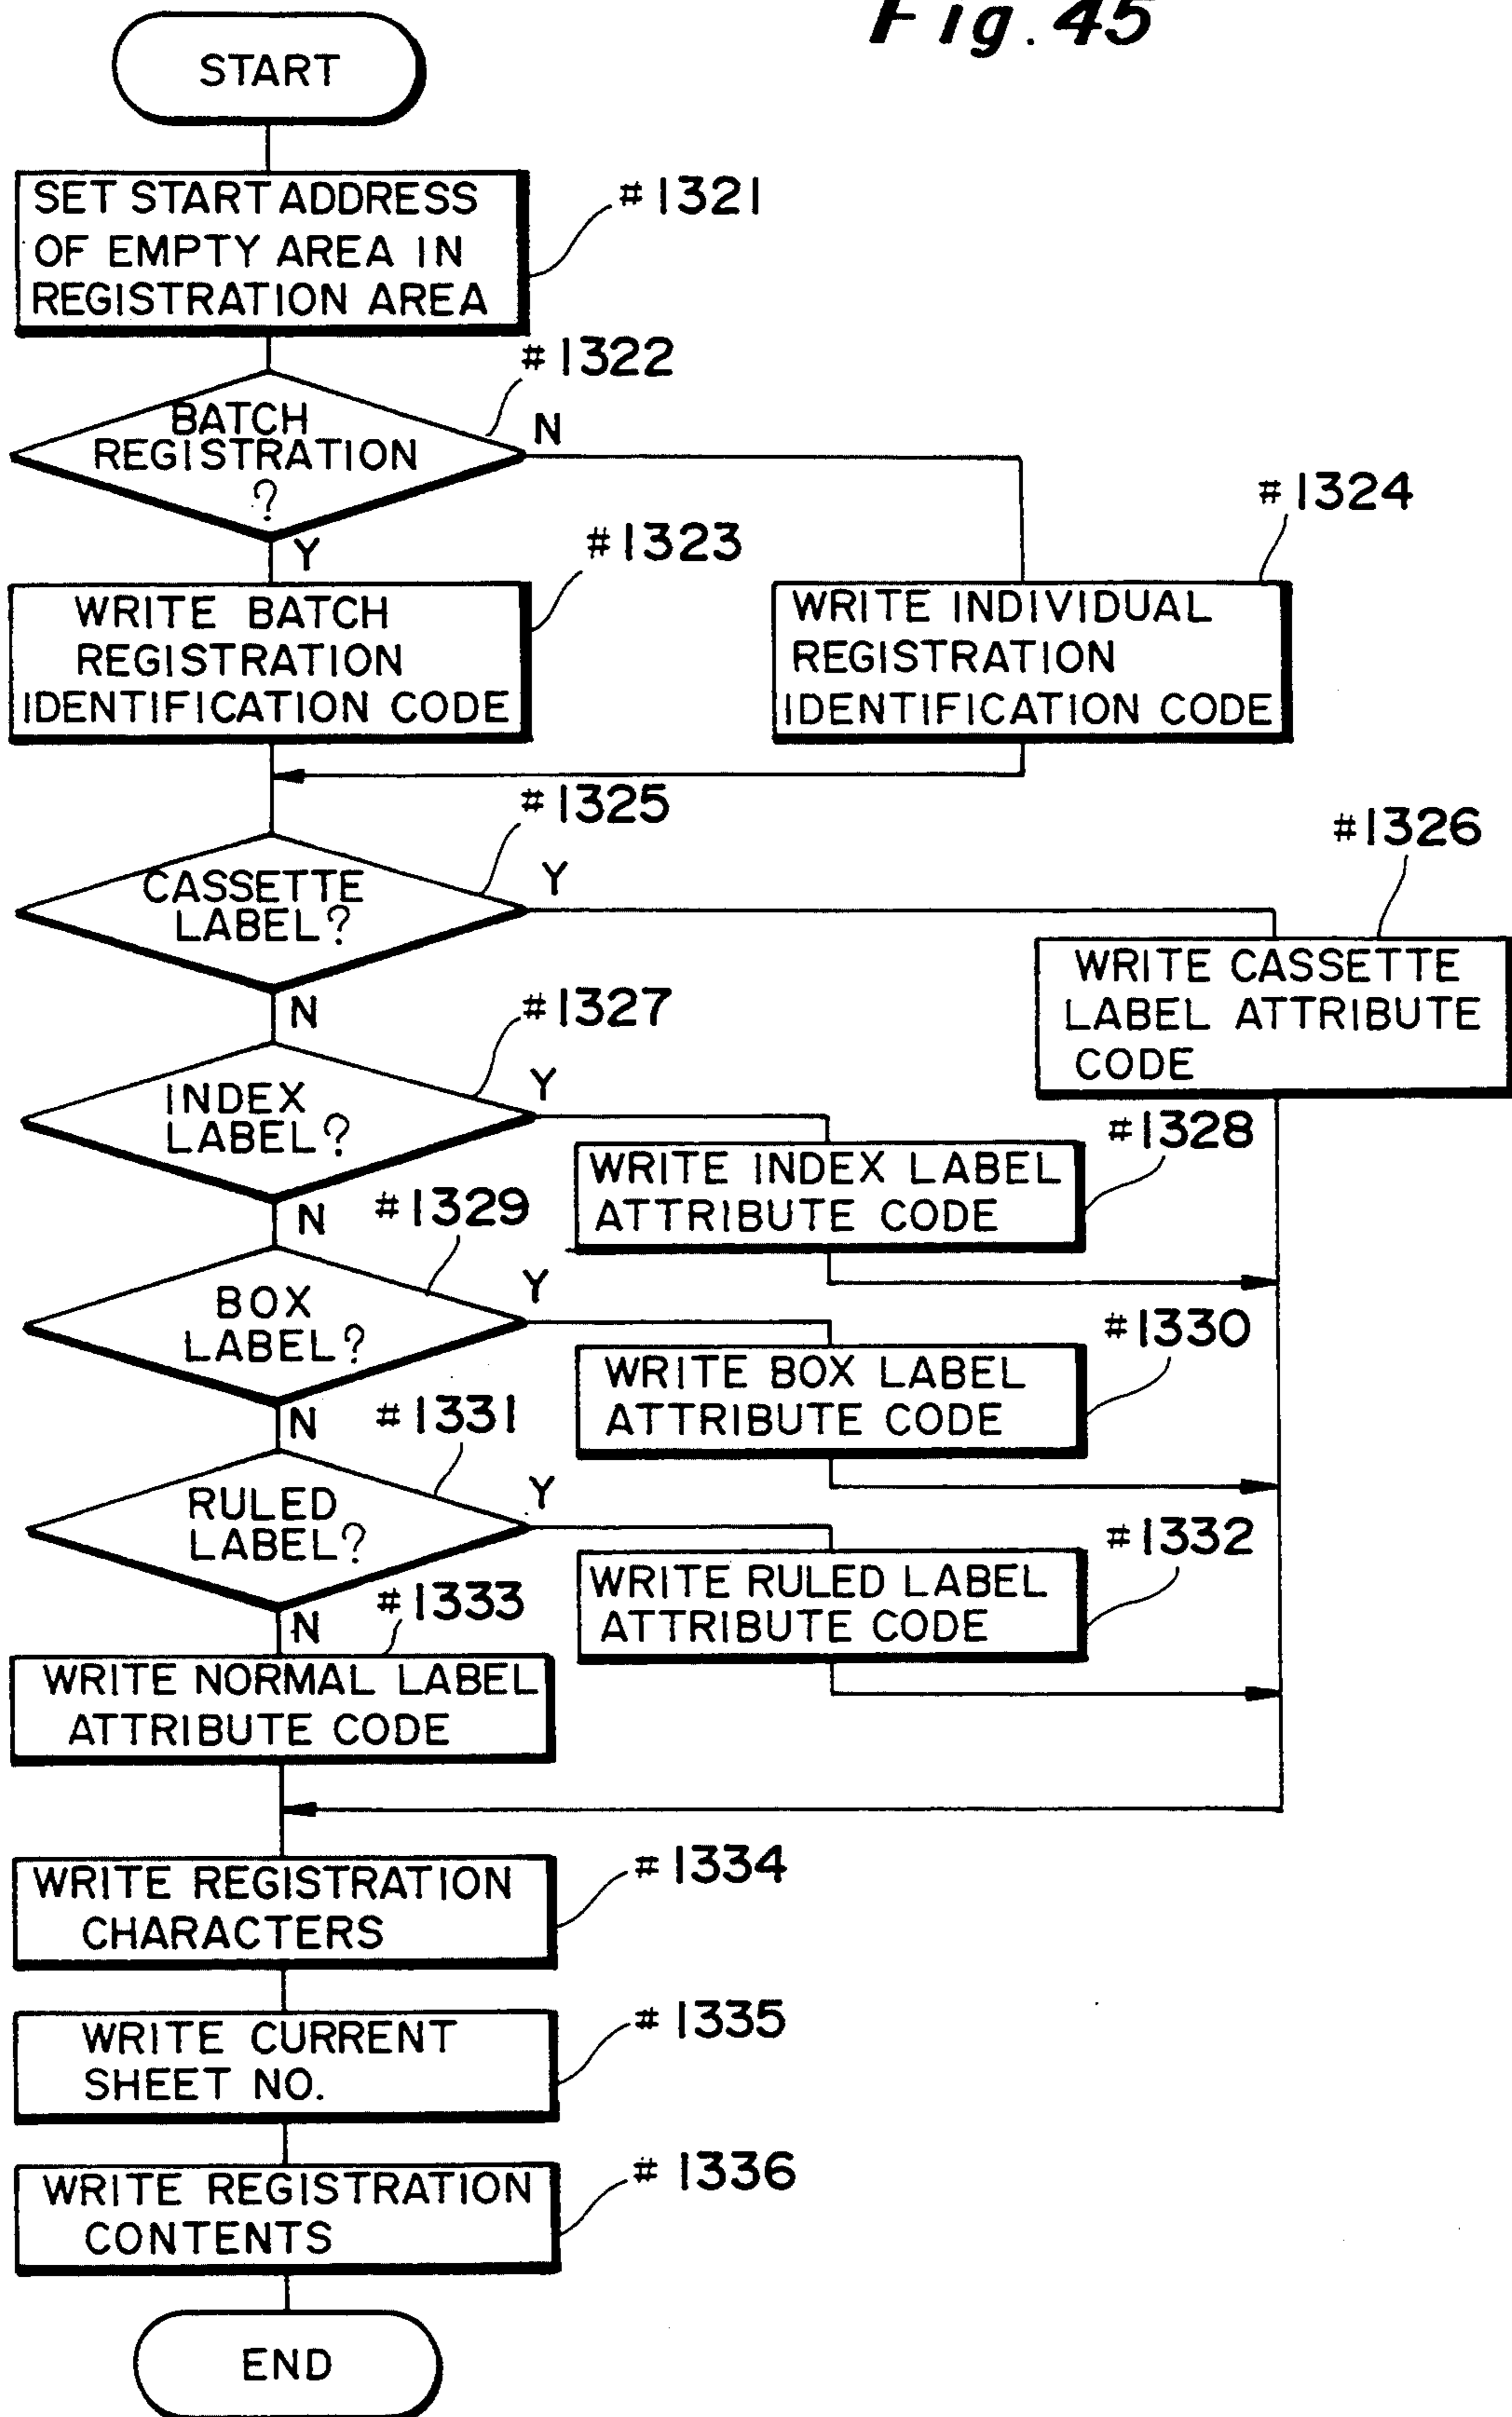 Fig. 45
START
SET START ADDRESS
OF EMPTY AREA IN
REGISTRATION AREA
# 1321
# 1322
BATCH
REGISTRATION
?
N
Y
# 1323
WRITE BATCH
REGISTRATION
IDENTIFICATION CODE
# 1324
WRITE INDIVIDUAL
REGISTRATION
IDENTIFICATION CODE
# 1325
CASSETTE
LABEL?
Y
N
# 1326
WRITE CASSETTE
LABEL ATTRIBUTE
CODE
# 1327
INDEX
LABEL?
Y
N
# 1328
WRITE INDEX LABEL
ATTRIBUTE CODE
# 1329
BOX
LABEL?
Y
N
# 1330
WRITE BOX LABEL
ATTRIBUTE CODE
# 1331
RULED
LABEL?
Y
N
# 1332
WRITE RULED LABEL
ATTRIBUTE CODE
# 1333
WRITE NORMAL LABEL
ATTRIBUTE CODE
# 1334
WRITE REGISTRATION
CHARACTERS
# 1335
WRITE CURRENT
SHEET NO.
# 1336
WRITE REGISTRATION
CONTENTS
END